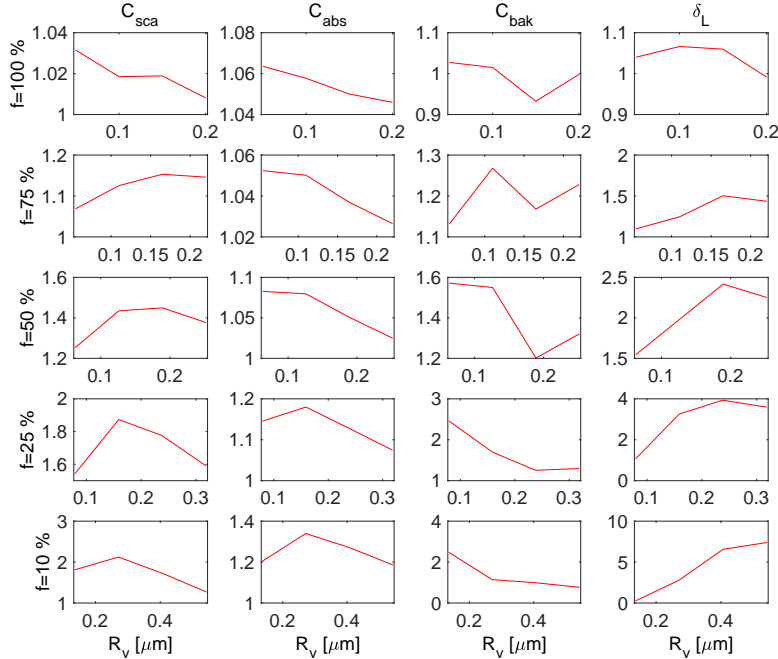 C_sca C_abs C_bak δ_L
f=100 %
1.04 1.02 1
0.1 0.2
1.08 1.06 1.04
0.1 0.2
1.1 1 0.9
0.1 0.2
1.1 1 0.9
0.1 0.2
f=75 %
1.2 1.1 1
0.1 0.15 0.2
1.06 1.04 1.02
0.1 0.15 0.2
1.3 1.2 1.1
0.1 0.15 0.2
2 1.5 1
0.1 0.15 0.2
f=50 %
1.6 1.4 1.2
0.1 0.2
1.1 1.05 1
0.1 0.2
1.6 1.4 1.2
0.1 0.2
2.5 2 1.5
0.1 0.2
f=25 %
2 1.8 1.6
0.1 0.2 0.3
1.2 1.1 1
0.1 0.2 0.3
3 2 1
0.1 0.2 0.3
4 2 0
0.1 0.2 0.3
f=10 %
3 2 1
0.2 0.4
1.4 1.2 1
0.2 0.4
4 2 0
0.2 0.4
10 5 0
0.2 0.4
R_v [μm] R_v [μm] R_v [μm] R_v [μm]